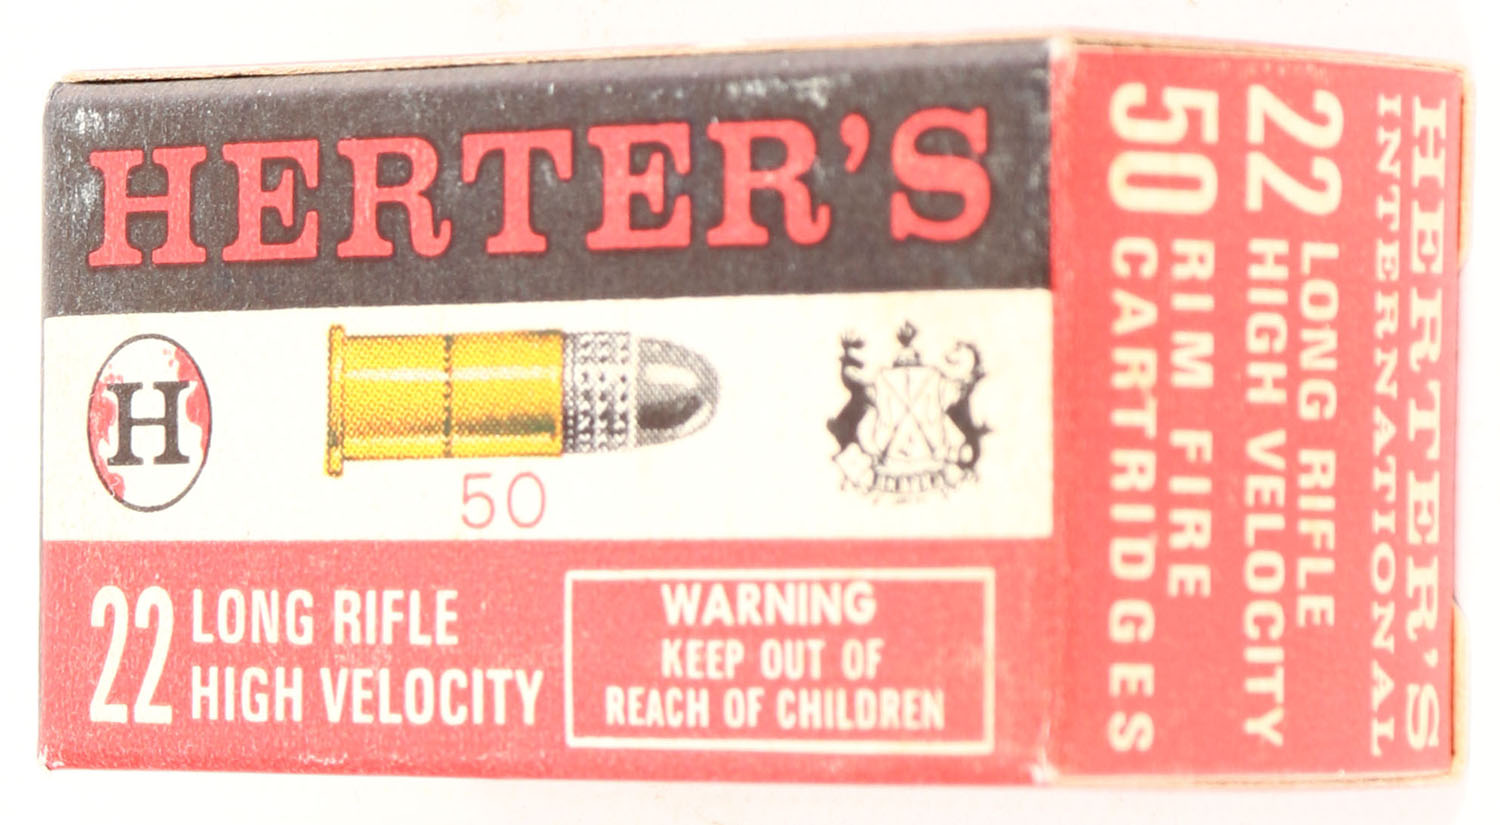 HERTER'S
H
50
22 LONG RIFLE
HIGH VELOCITY
WARNING
KEEP OUT OF
REACH OF CHILDREN
HERTER'S
INTERNATIONAL
22 LONG RIFLE
HIGH VELOCITY
50 RIM FIRE
CARTRIDGES